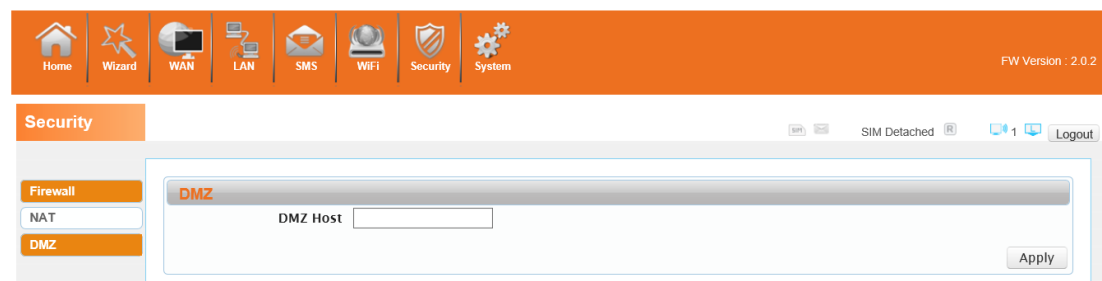 Home Wizard WAN LAN SMS WiFi Security System
FW Version : 2.0.2
Security
SIM SIM Detached R 1 L Logout
Firewall
DMZ
NAT
DMZ Host
DMZ
Apply